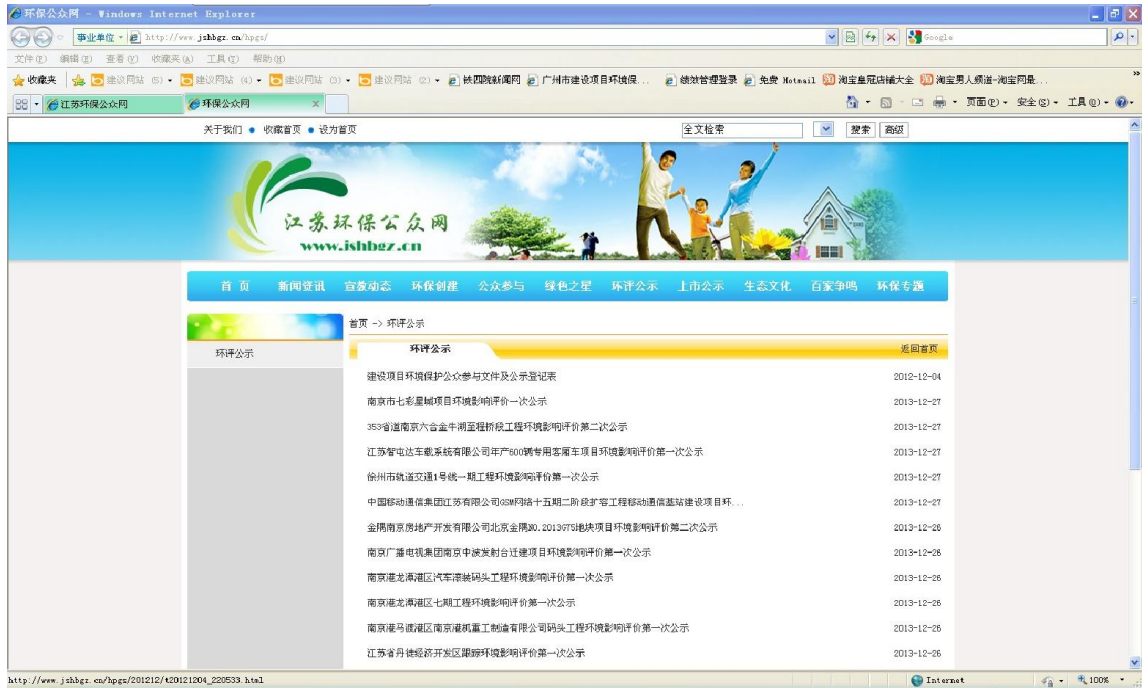 环保公众网 - Windows Internet Explorer
事业单位 http://www.jshbgz.cn/hpgs/ Google
文件(F) 编辑(E) 查看(V) 收藏夹(A) 工具(T) 帮助(H)
收藏夹 建议网站 (5) 建议网站 (4) 建议网站 (3) 建议网站 (2) 铁四院新闻网 广州市建设项目环境保... 绩效管理登录 免费 Hotmail 淘宝皇冠店铺大全 淘宝男人频道-淘宝网最...
江苏环保公众网 环保公众网 x 页面(P) 安全(S) 工具(O)
关于我们 收藏首页 设为首页 全文检索 搜索 高级
江苏环保公众网
www.jshbgz.cn
首 页 新闻资讯 宣教动态 环保创建 公众参与 绿色之星 环评公示 上市公示 生态文化 百家争鸣 环保专题
首页 -> 环评公示
环评公示
环评公示 返回首页
建设项目环境保护公众参与文件及公示登记表 2012-12-04
南京市七彩星城项目环境影响评价一次公示 2013-12-27
353省道南京六合金牛湖至程桥段工程环境影响评价第二次公示 2013-12-27
江苏智电达车载系统有限公司年产600辆专用客厢车项目环境影响评价第一次公示 2013-12-27
徐州市轨道交通1号线一期工程环境影响评价第一次公示 2013-12-27
中国移动通信集团江苏有限公司GSM网络十五期二阶段扩容工程移动通信基站建设项目环... 2013-12-27
金隅南京房地产开发有限公司北京金隅NO.2013G75地块项目环境影响评价第二次公示 2013-12-26
南京广播电视集团南京中波发射台迁建项目环境影响评价第一次公示 2013-12-26
南京港龙潭港区汽车滚装码头工程环境影响评价第一次公示 2013-12-26
南京港龙潭港区七期工程环境影响评价第一次公示 2013-12-26
南京港马渡港区南京港机重工制造有限公司码头工程环境影响评价第一次公示 2013-12-26
江苏省丹徒经济开发区跟踪环境影响评价第一次公示 2013-12-26
http://www.jshbgz.cn/hpgs/201212/t20121204_220533.html Internet 100%